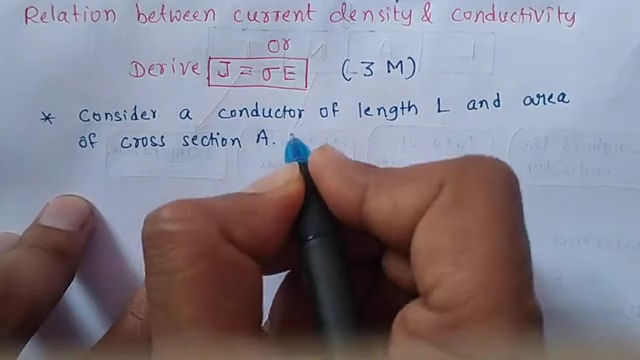 Relation between current density & conductivity
or
Derive J = σE (-3 M)
* Consider a conductor of length L and area
of cross section A.